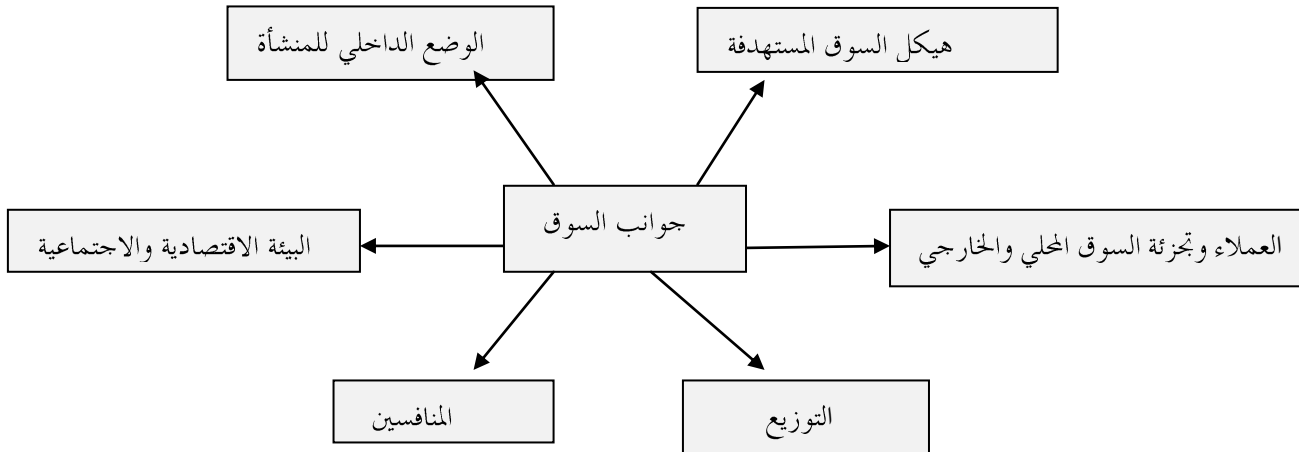 هيكل السوق المستهدفة
الوضع الداخلي للمنشأة
جوانب السوق
العملاء وتجزئة السوق المحلي والخارجي
البيئة الاقتصادية والاجتماعية
التوزيع
المنافسين